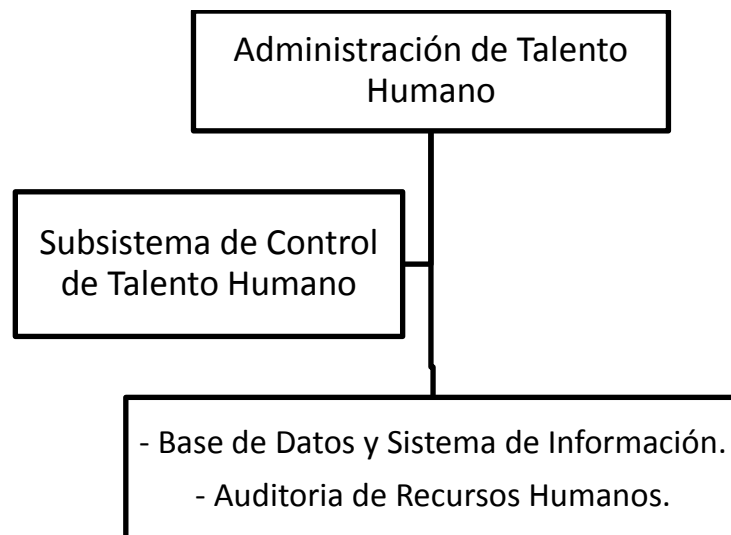 Administración de Talento
Humano
Subsistema de Control
de Talento Humano
- Base de Datos y Sistema de Información.
- Auditoria de Recursos Humanos.